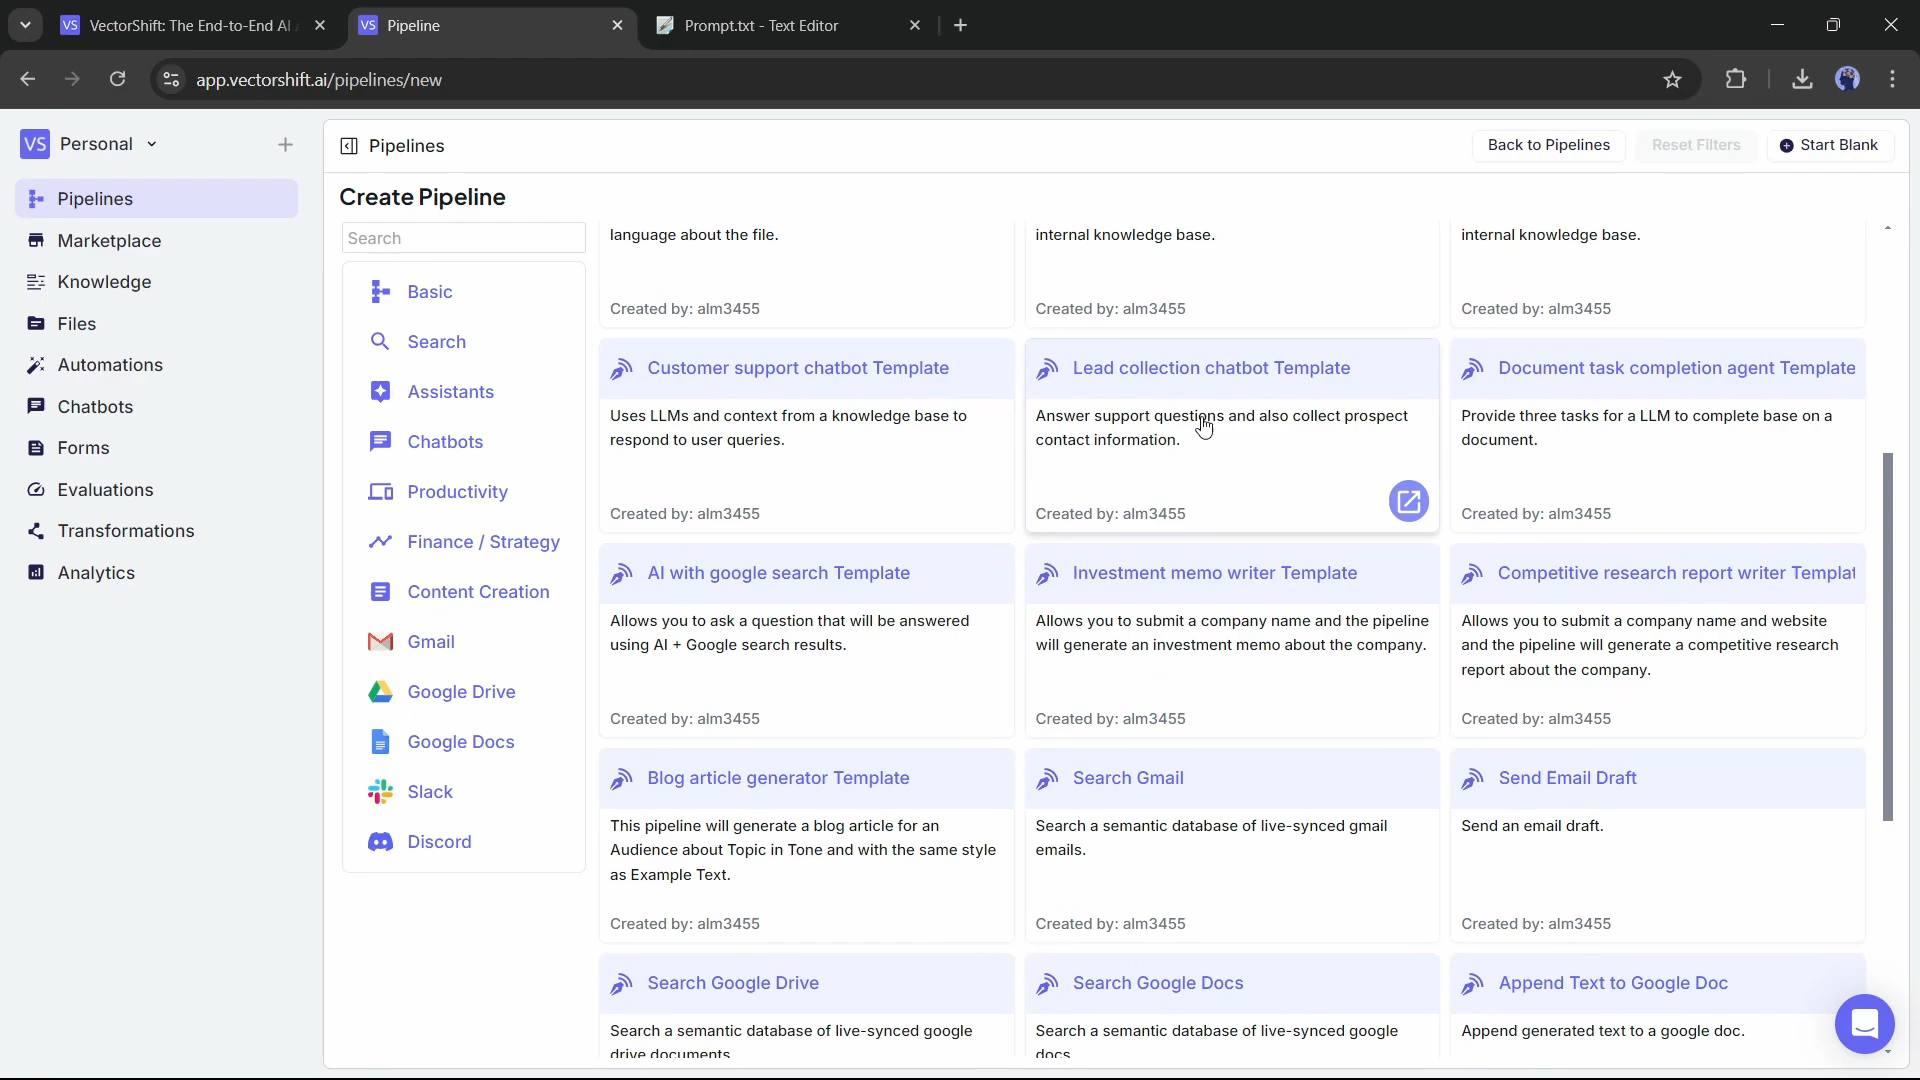 VS VectorShift: The End-to-End AI
VS Pipeline
Prompt.txt - Text Editor
app.vectorshift.ai/pipelines/new
VS Personal
Pipelines
Marketplace
Knowledge
Files
Automations
Chatbots
Forms
Evaluations
Transformations
Analytics
Pipelines
Back to Pipelines
Reset Filters
Start Blank
Create Pipeline
Search
Basic
Search
Assistants
Chatbots
Productivity
Finance / Strategy
Content Creation
Gmail
Google Drive
Google Docs
Slack
Discord
language about the file.
Created by: alm3455
internal knowledge base.
Created by: alm3455
internal knowledge base.
Created by: alm3455
Customer support chatbot Template
Uses LLMs and context from a knowledge base to
respond to user queries.
Created by: alm3455
Lead collection chatbot Template
Answer support questions and also collect prospect
contact information.
Created by: alm3455
Document task completion agent Template
Provide three tasks for a LLM to complete base on a
document.
Created by: alm3455
AI with google search Template
Allows you to ask a question that will be answered
using AI + Google search results.
Created by: alm3455
Investment memo writer Template
Allows you to submit a company name and the pipeline
will generate an investment memo about the company.
Created by: alm3455
Competitive research report writer Templat
Allows you to submit a company name and website
and the pipeline will generate a competitive research
report about the company.
Created by: alm3455
Blog article generator Template
This pipeline will generate a blog article for an
Audience about Topic in Tone and with the same style
as Example Text.
Created by: alm3455
Search Gmail
Search a semantic database of live-synced gmail
emails.
Created by: alm3455
Send Email Draft
Send an email draft.
Created by: alm3455
Search Google Drive
Search a semantic database of live-synced google
drive documents
Search Google Docs
Search a semantic database of live-synced google
docs
Append Text to Google Doc
Append generated text to a google doc.